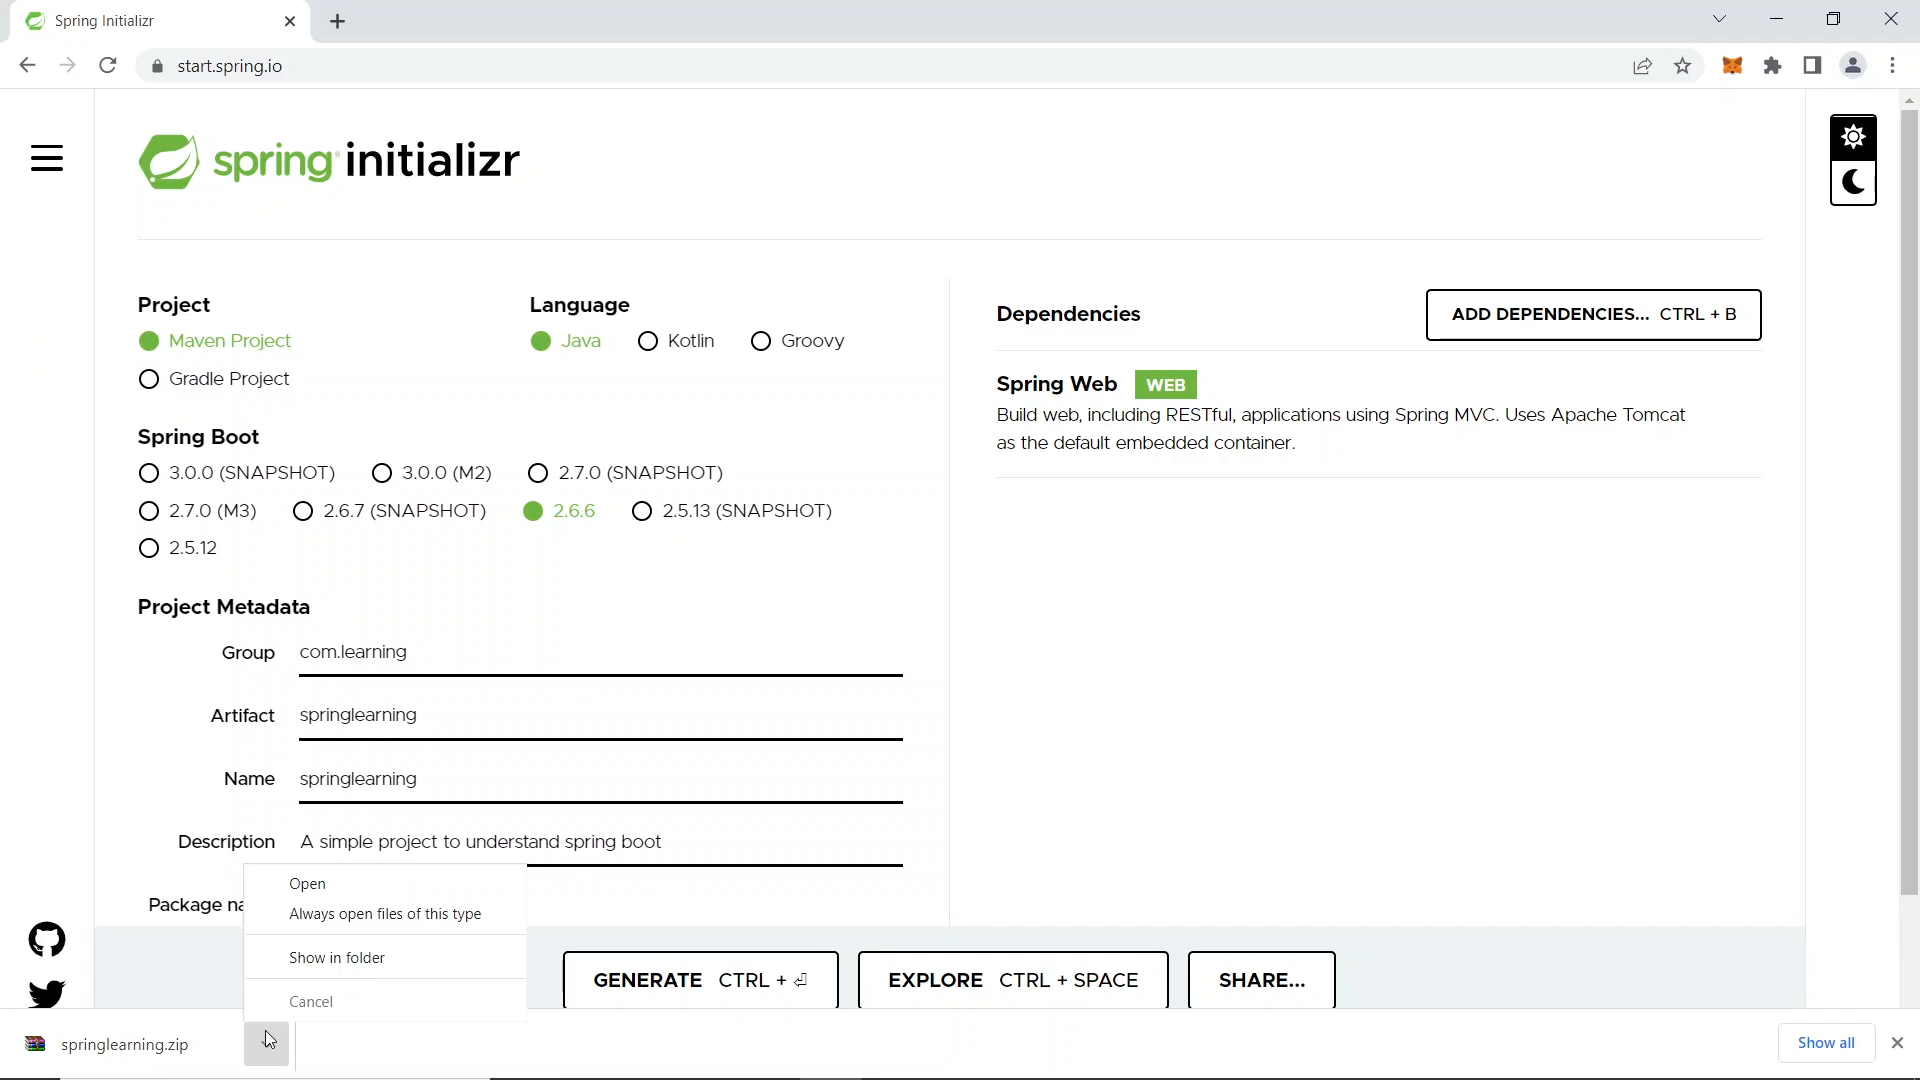 Spring Initializr
start.spring.io
spring initializr
Project
Maven Project
Gradle Project
Language
Java
Kotlin
Groovy
Spring Boot
3.0.0 (SNAPSHOT)
3.0.0 (M2)
2.7.0 (SNAPSHOT)
2.7.0 (M3)
2.6.7 (SNAPSHOT)
2.6.6
2.5.13 (SNAPSHOT)
2.5.12
Project Metadata
Group com.learning
Artifact springlearning
Name springlearning
Description A simple project to understand spring boot
Package na
Dependencies
ADD DEPENDENCIES... CTRL + B
Spring Web WEB
Build web, including RESTful, applications using Spring MVC. Uses Apache Tomcat
as the default embedded container.
Open
Always open files of this type
Show in folder
Cancel
GENERATE CTRL + ⏎
EXPLORE CTRL + SPACE
SHARE...
springlearning.zip
Show all